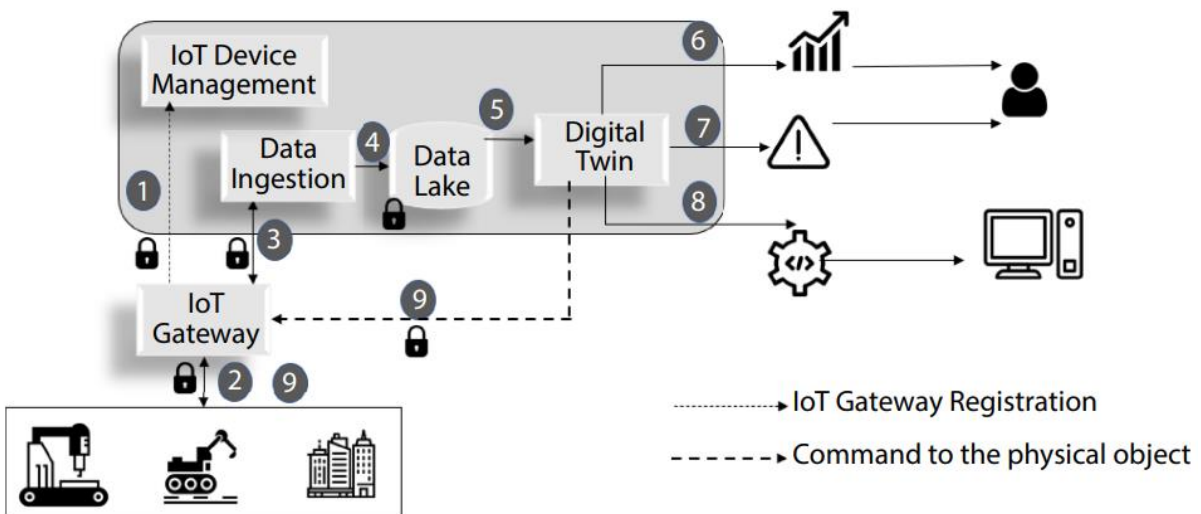 6
IoT Device
Management
5
7
4
Digital
Twin
Data
Ingestion
Data
Lake
1
8
3
</>
9
IoT
Gateway
2
9
IoT Gateway Registration
Command to the physical object